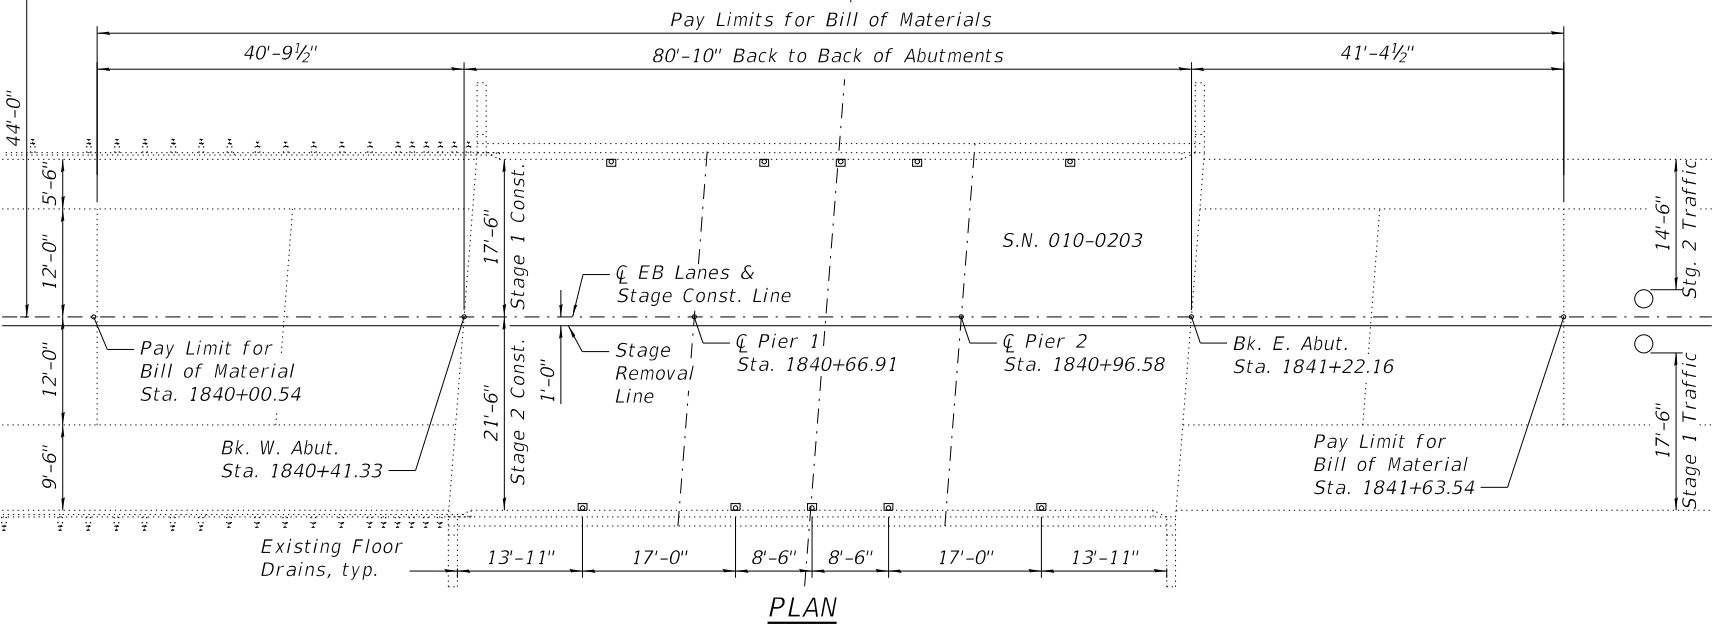 Pay Limits for Bill of Materials
40'-9½"
80'-10" Back to Back of Abutments
41'-4½"
44'-0"
5'-6"
12'-0"
12'-0"
9'-6"
17'-6"
Stage 1 Const.
21'-6"
Stage 2 Const.
S.N. 010-0203
℄ EB Lanes &
Stage Const. Line
1'-0"
Stage
Removal
Line
℄ Pier 1
Sta. 1840+66.91
℄ Pier 2
Sta. 1840+96.58
Bk. E. Abut.
Sta. 1841+22.16
Pay Limit for
Bill of Material
Sta. 1840+00.54
Bk. W. Abut.
Sta. 1840+41.33
Pay Limit for
Bill of Material
Sta. 1841+63.54
14'-6"
Stg. 2 Traffic
17'-6"
Stage 1 Traffic
Existing Floor
Drains, typ.
13'-11"
17'-0"
8'-6"
8'-6"
17'-0"
13'-11"
PLAN